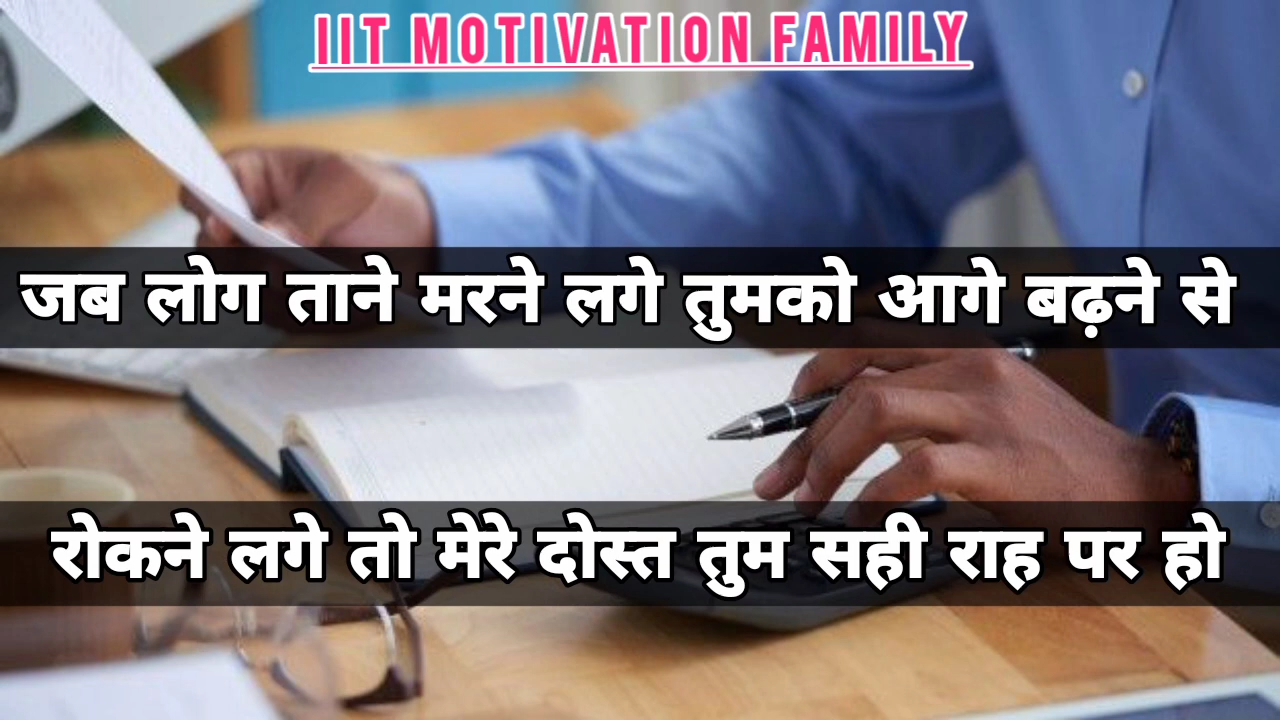 IIT MOTIVATION FAMILY
जब लोग ताने मरने लगे तुमको आगे बढ़ने से
रोकने लगे तो मेरे दोस्त तुम सही राह पर हो